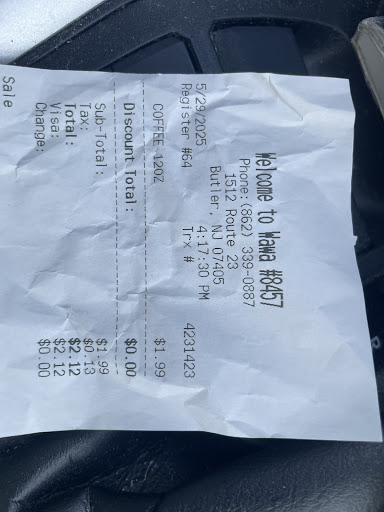 Welcome to Wawa #8457
Phone:(862) 339-0887
1512 Route 23
Butler, NJ 07405
5/29/2025 4:17:30 PM
Register #64 Trx # 4231423
COFFEE 12OZ $1.99
Discount Total: $0.00
Sub-Total: $1.99
Tax: $0.13
Total: $2.12
Visa: $2.12
Change: $0.00
Sale